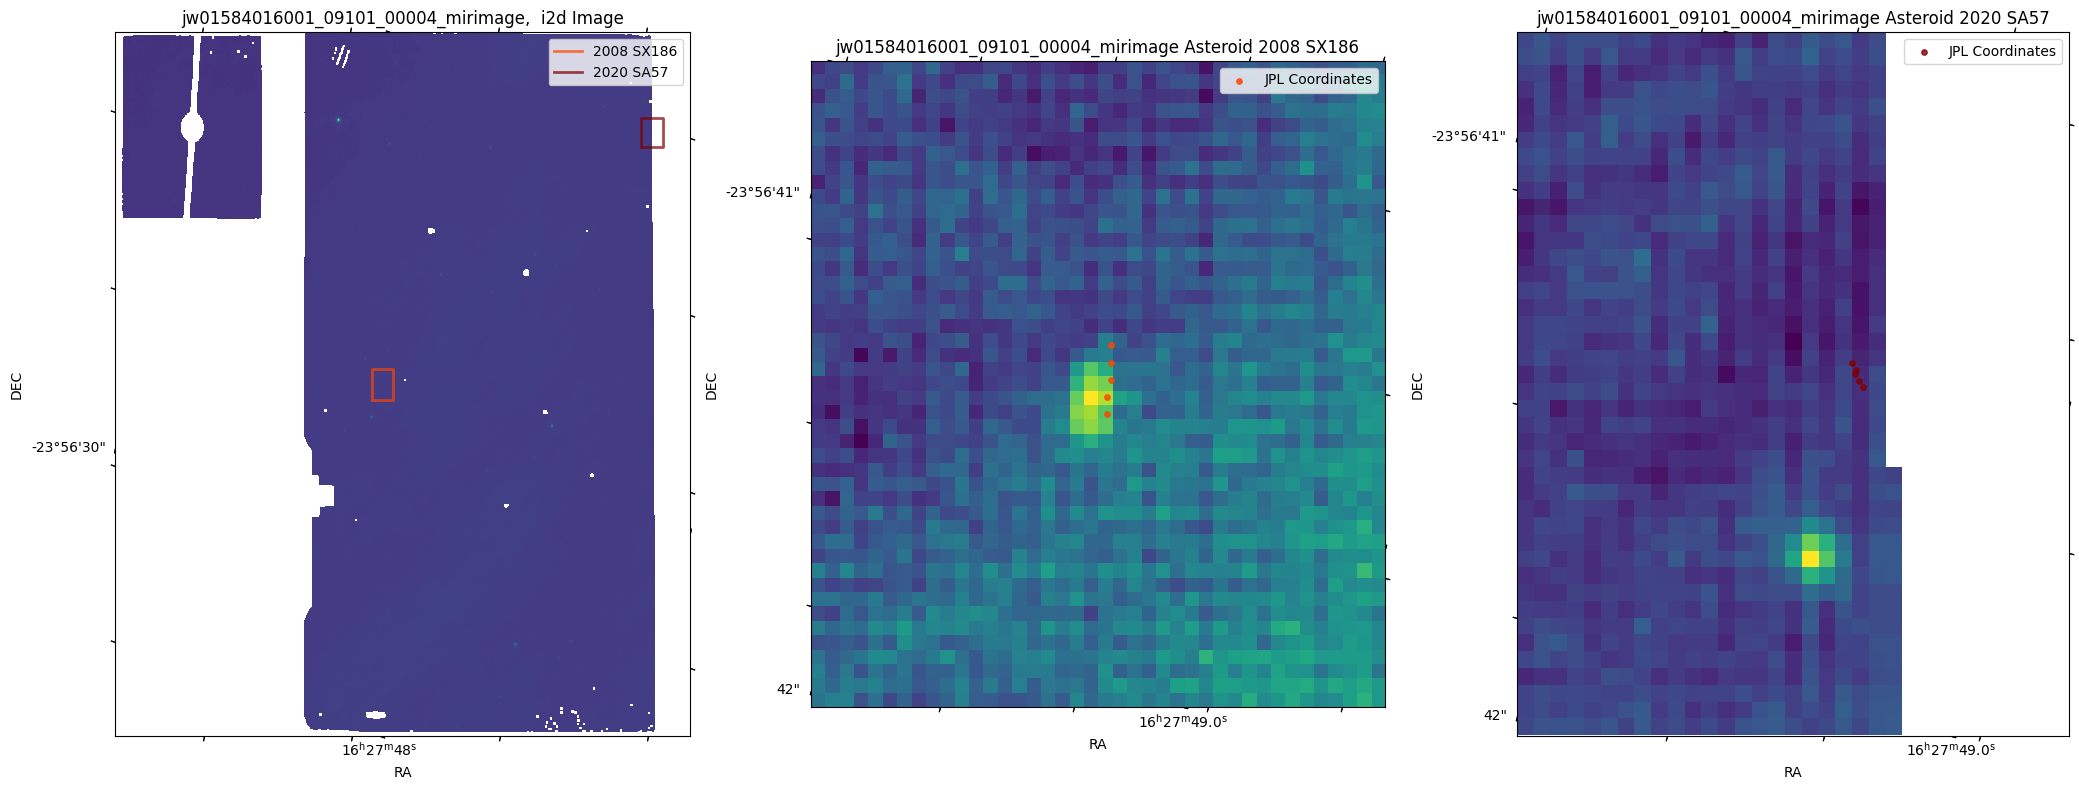 jw01584016001_09101_00004_mirimage,  i2d Image
2008 SX186
2020 SA57
DEC
-23°56'30"
16ʰ27ᵐ48ˢ
RA
jw01584016001_09101_00004_mirimage Asteroid 2008 SX186
JPL Coordinates
-23°56'41"
DEC
42"
16ʰ27ᵐ49.0ˢ
RA
jw01584016001_09101_00004_mirimage Asteroid 2020 SA57
JPL Coordinates
-23°56'41"
DEC
42"
16ʰ27ᵐ49.0ˢ
RA